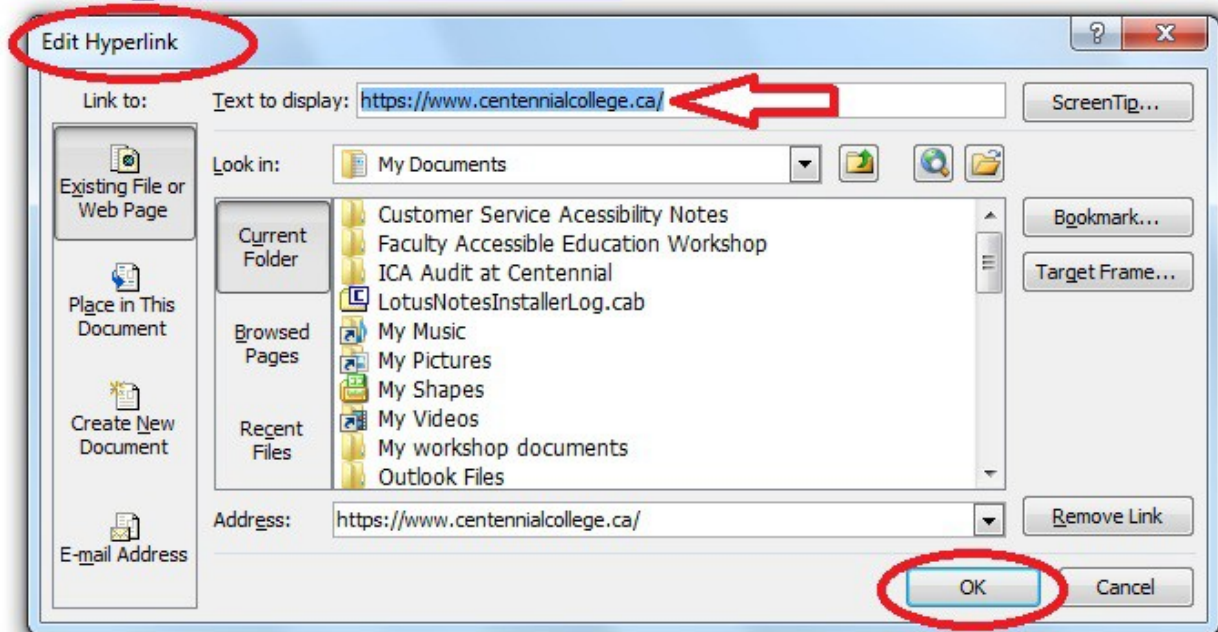 Edit Hyperlink
?
X
Link to:
Text to display: https://www.centennialcollege.ca/
ScreenTip...
Existing File or
Web Page
Look in: My Documents
Current
Folder
Customer Service Acessibility Notes
Faculty Accessible Education Workshop
ICA Audit at Centennial
LotusNotesInstallerLog.cab
My Music
My Pictures
My Shapes
My Videos
My workshop documents
Outlook Files
Bookmark...
Target Frame...
Place in This
Document
Browsed
Pages
Create New
Document
Recent
Files
E-mail Address
Address: https://www.centennialcollege.ca/
Remove Link
OK
Cancel